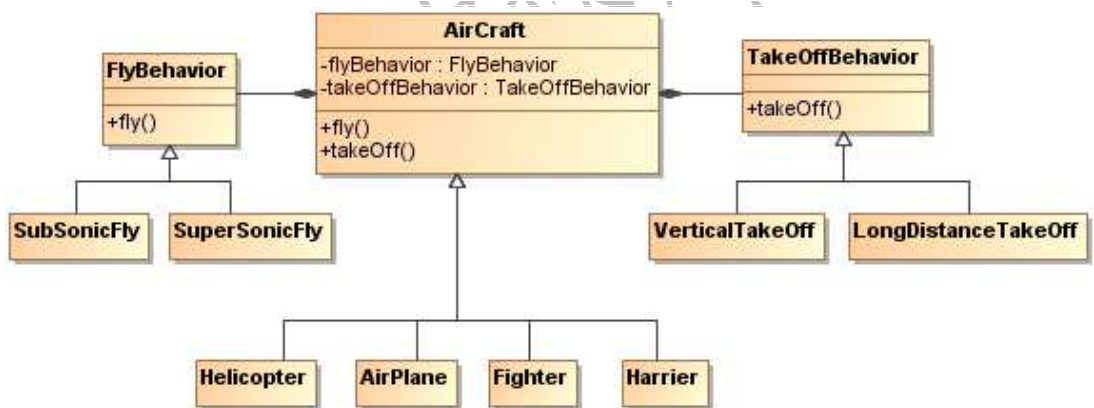 AirCraft
-flyBehavior : FlyBehavior
-takeOffBehavior : TakeOffBehavior
+fly()
+takeOff()
FlyBehavior
+fly()
TakeOffBehavior
+takeOff()
SubSonicFly
SuperSonicFly
VerticalTakeOff
LongDistanceTakeOff
Helicopter
AirPlane
Fighter
Harrier